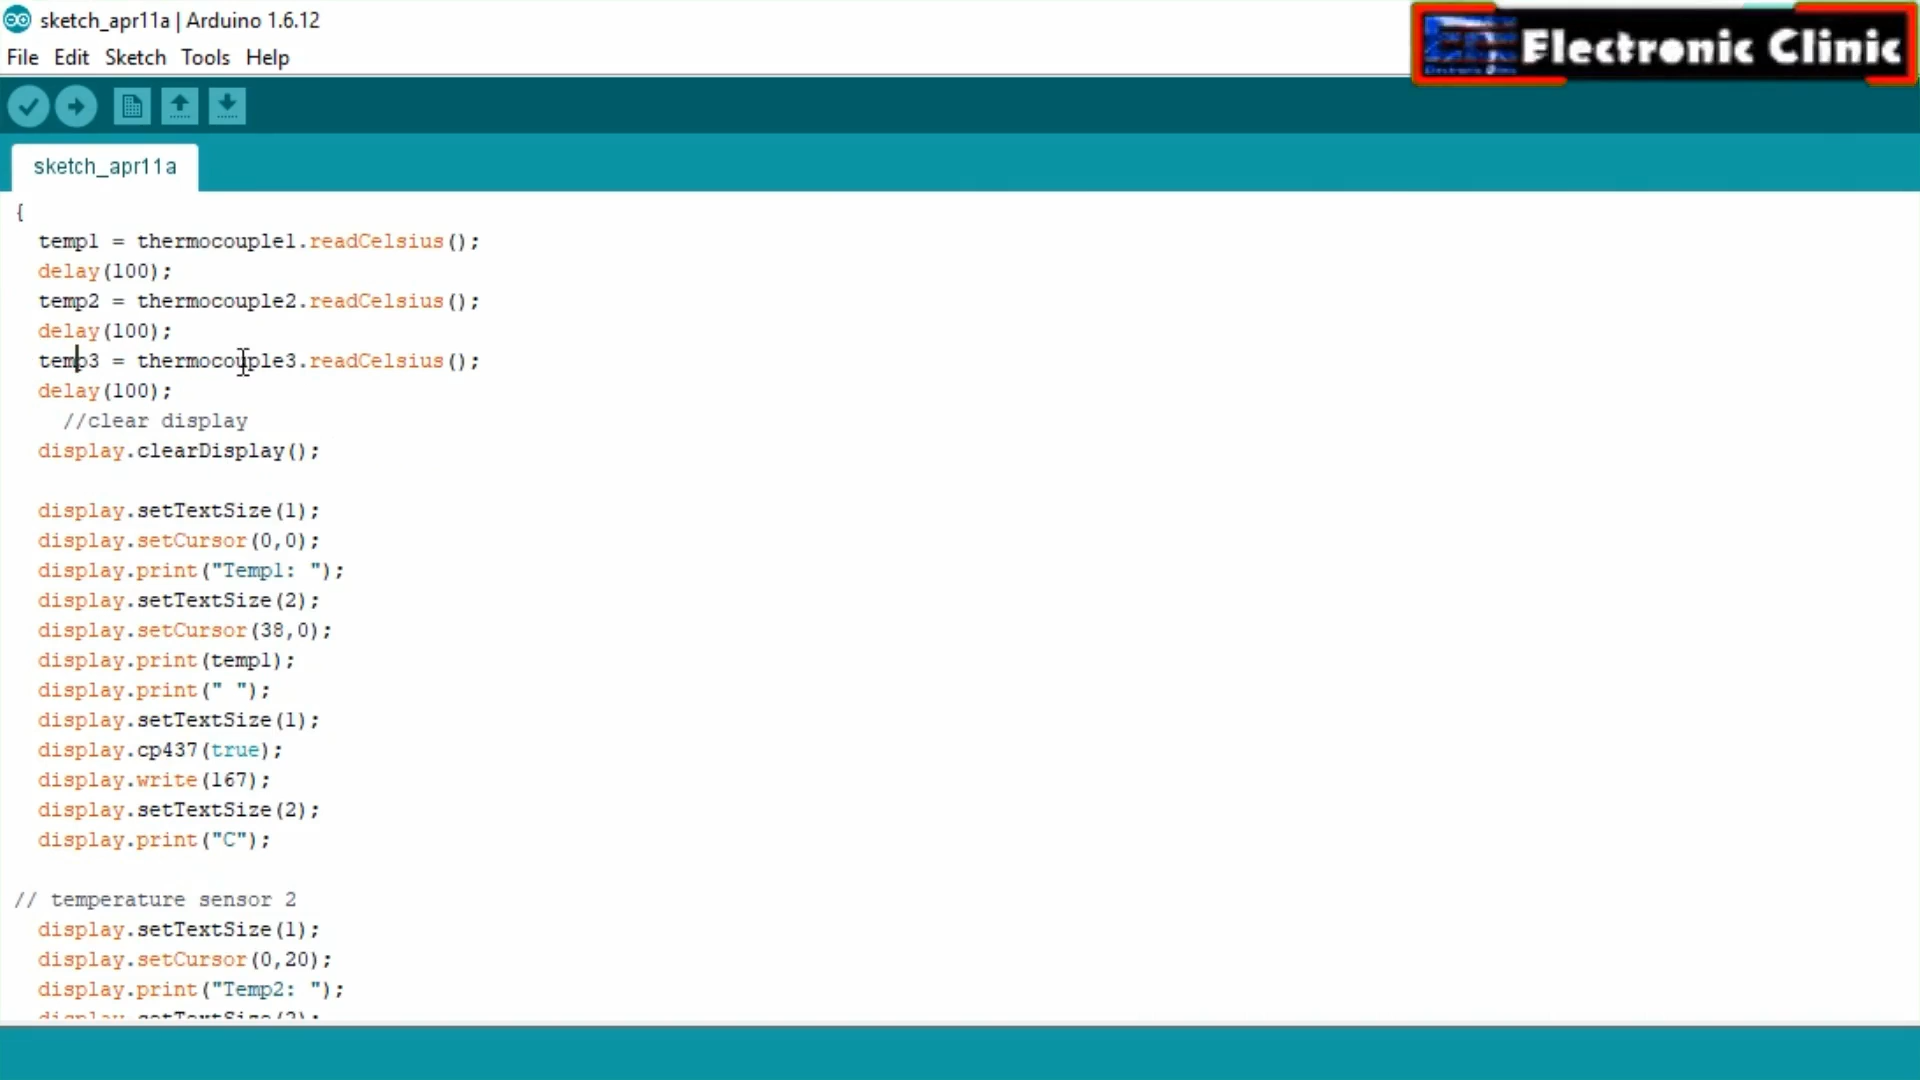 sketch_apr11a | Arduino 1.6.12
File Edit Sketch Tools Help
Electronic Clinic
sketch_apr11a
{
temp1 = thermocouple1.readCelsius();
delay(100);
temp2 = thermocouple2.readCelsius();
delay(100);
temp3 = thermocouple3.readCelsius();
delay(100);
//clear display
display.clearDisplay();
display.setTextSize(1);
display.setCursor(0,0);
display.print("Temp1: ");
display.setTextSize(2);
display.setCursor(38,0);
display.print(temp1);
display.print(" ");
display.setTextSize(1);
display.cp437(true);
display.write(167);
display.setTextSize(2);
display.print("C");
// temperature sensor 2
display.setTextSize(1);
display.setCursor(0,20);
display.print("Temp2: ");
display.setTextSize(2);